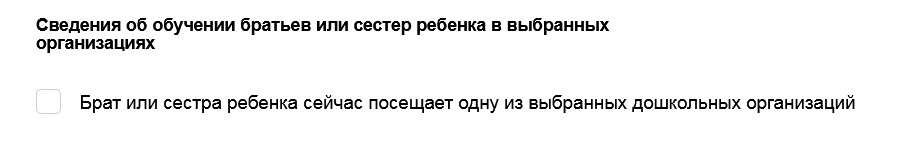 Сведения об обучении братьев или сестер ребенка в выбранных
организациях
Брат или сестра ребенка сейчас посещает одну из выбранных дошкольных организаций